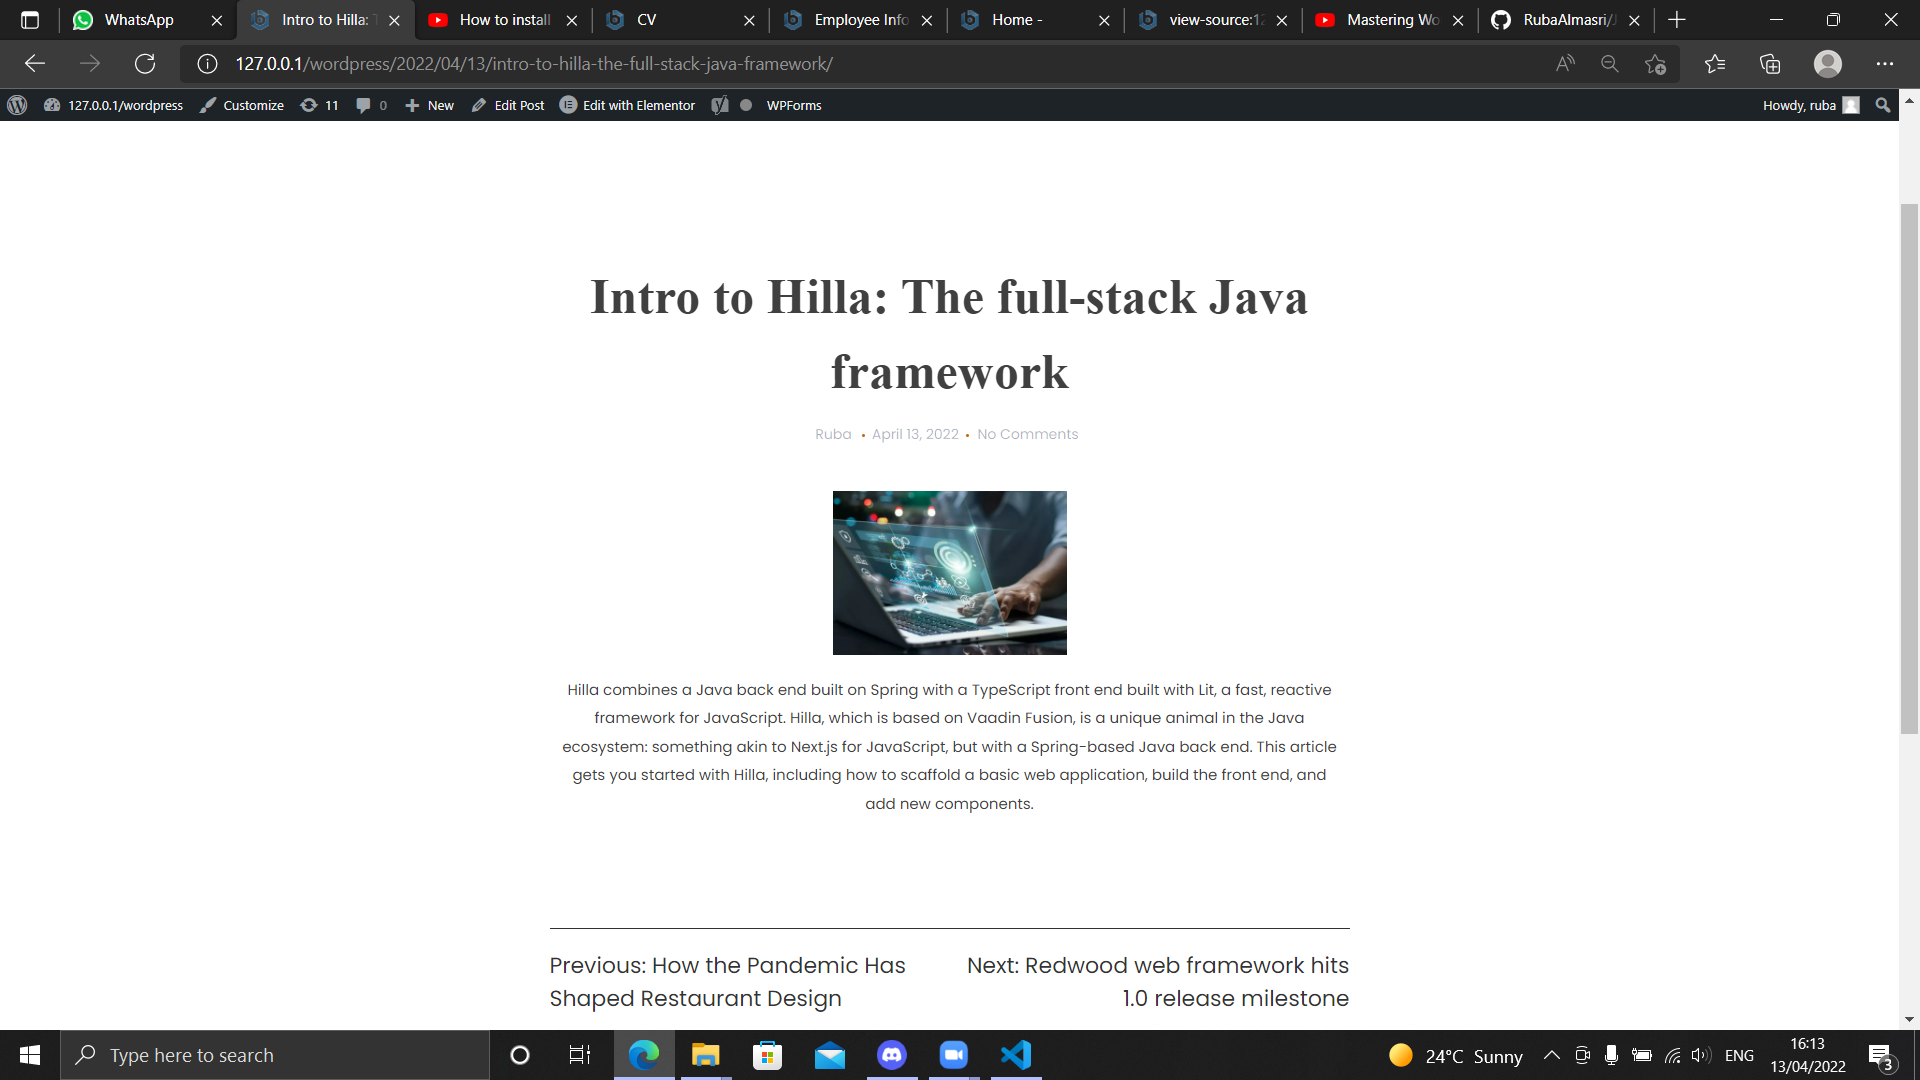 WhatsApp
Intro to Hilla: T
How to install
CV
Employee Info
Home -
view-source:12
Mastering Wo
RubaAlmasri/J
127.0.0.1/wordpress/2022/04/13/intro-to-hilla-the-full-stack-java-framework/
127.0.0.1/wordpress Customize 11 0 New Edit Post Edit with Elementor WPForms Howdy, ruba
Intro to Hilla: The full-stack Java
framework
Ruba April 13, 2022 No Comments
Hilla combines a Java back end built on Spring with a TypeScript front end built with Lit, a fast, reactive
framework for JavaScript. Hilla, which is based on Vaadin Fusion, is a unique animal in the Java
ecosystem: something akin to Next.js for JavaScript, but with a Spring-based Java back end. This article
gets you started with Hilla, including how to scaffold a basic web application, build the front end, and
add new components.
Previous: How the Pandemic Has
Shaped Restaurant Design
Next: Redwood web framework hits
1.0 release milestone
Type here to search
24°C Sunny
ENG
16:13
13/04/2022
3